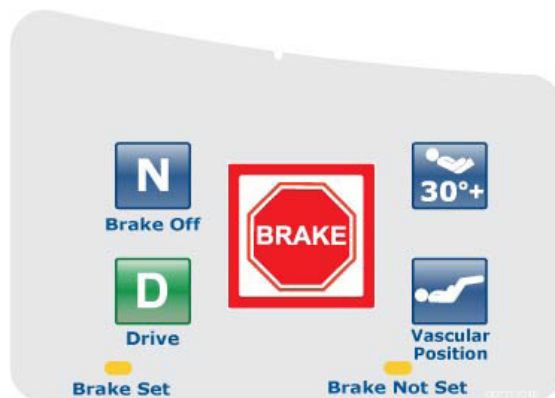 N
Brake Off
BRAKE
30°+
D
Drive
Vascular
Position
Brake Set
Brake Not Set